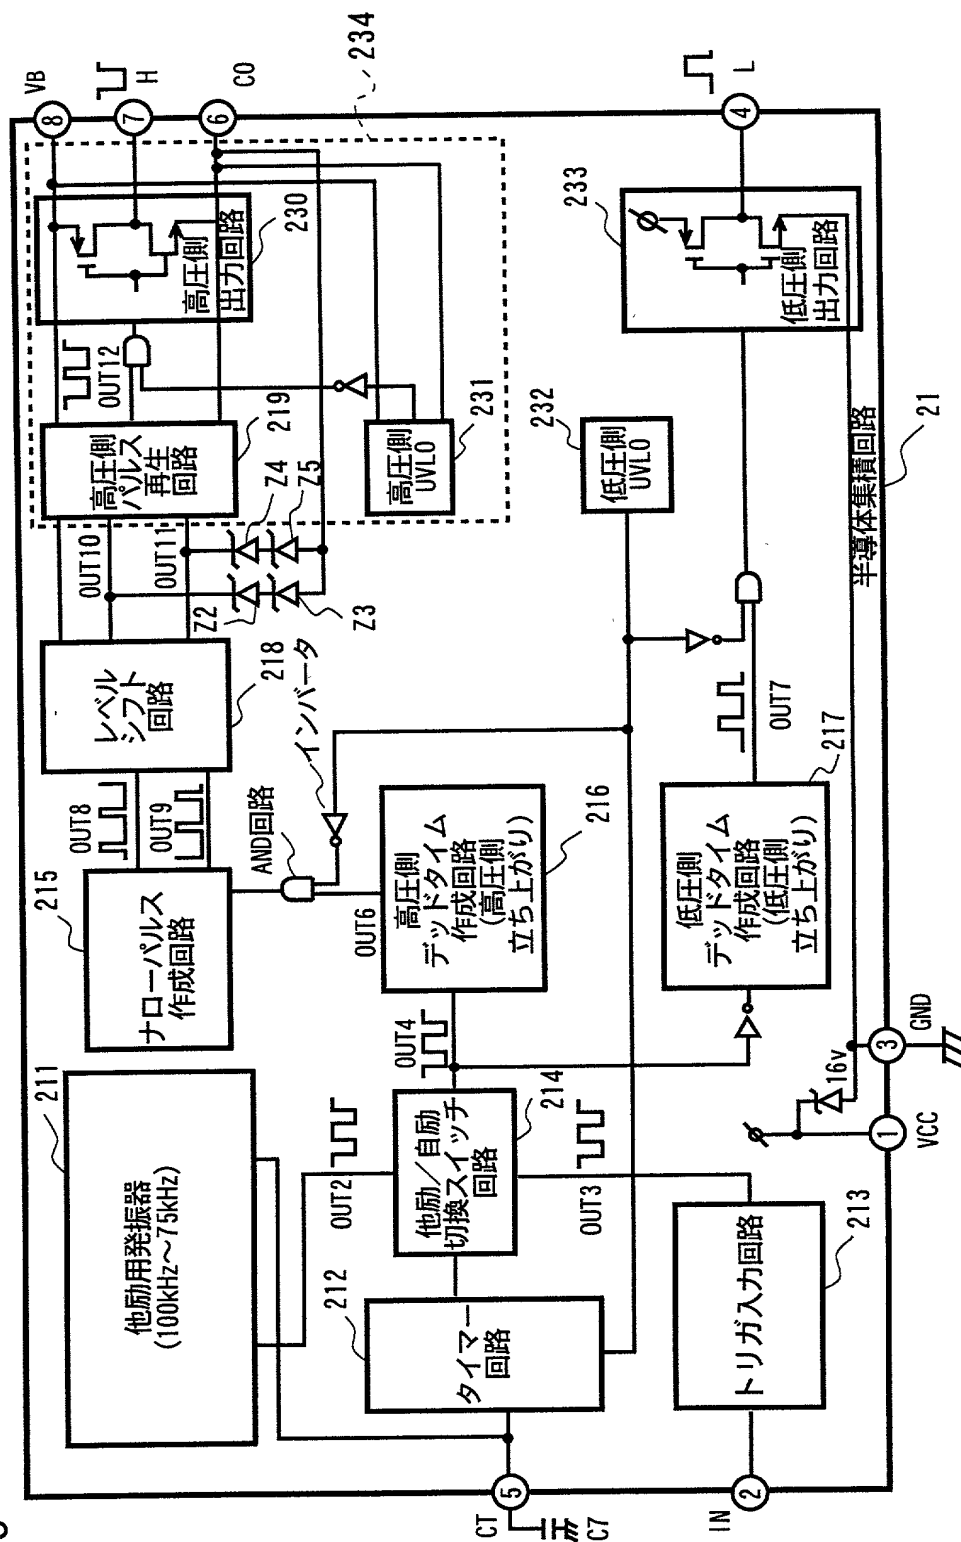 211
他励用発振器
(100kHz〜75kHz)
215
ナローパルス
作成回路
OUT8
OUT9
レベル
シフト
回路
218
OUT10
OUT11
高圧側
パルス
再生
回路
219
OUT12
高圧側
出力回路
230
VB
8
H
7
CO
6
234
Z4
Z5
Z2
Z3
高圧側
UVLO
231
AND回路
インバータ
OUT2
OUT4
OUT6
高圧側
デッドタイム
作成回路
(高圧側
立ち上がり)
216
212
タイマー
回路
他励/自励
切換スイッチ
回路
214
OUT3
232
低圧側
UVLO
233
低圧側
出力回路
4
L
低圧側
デッドタイム
作成回路
(低圧側
立ち上がり)
217
OUT7
トリガ入力回路
213
CT
5
C7
IN
2
16v
1
VCC
3
GND
半導体集積回路
21